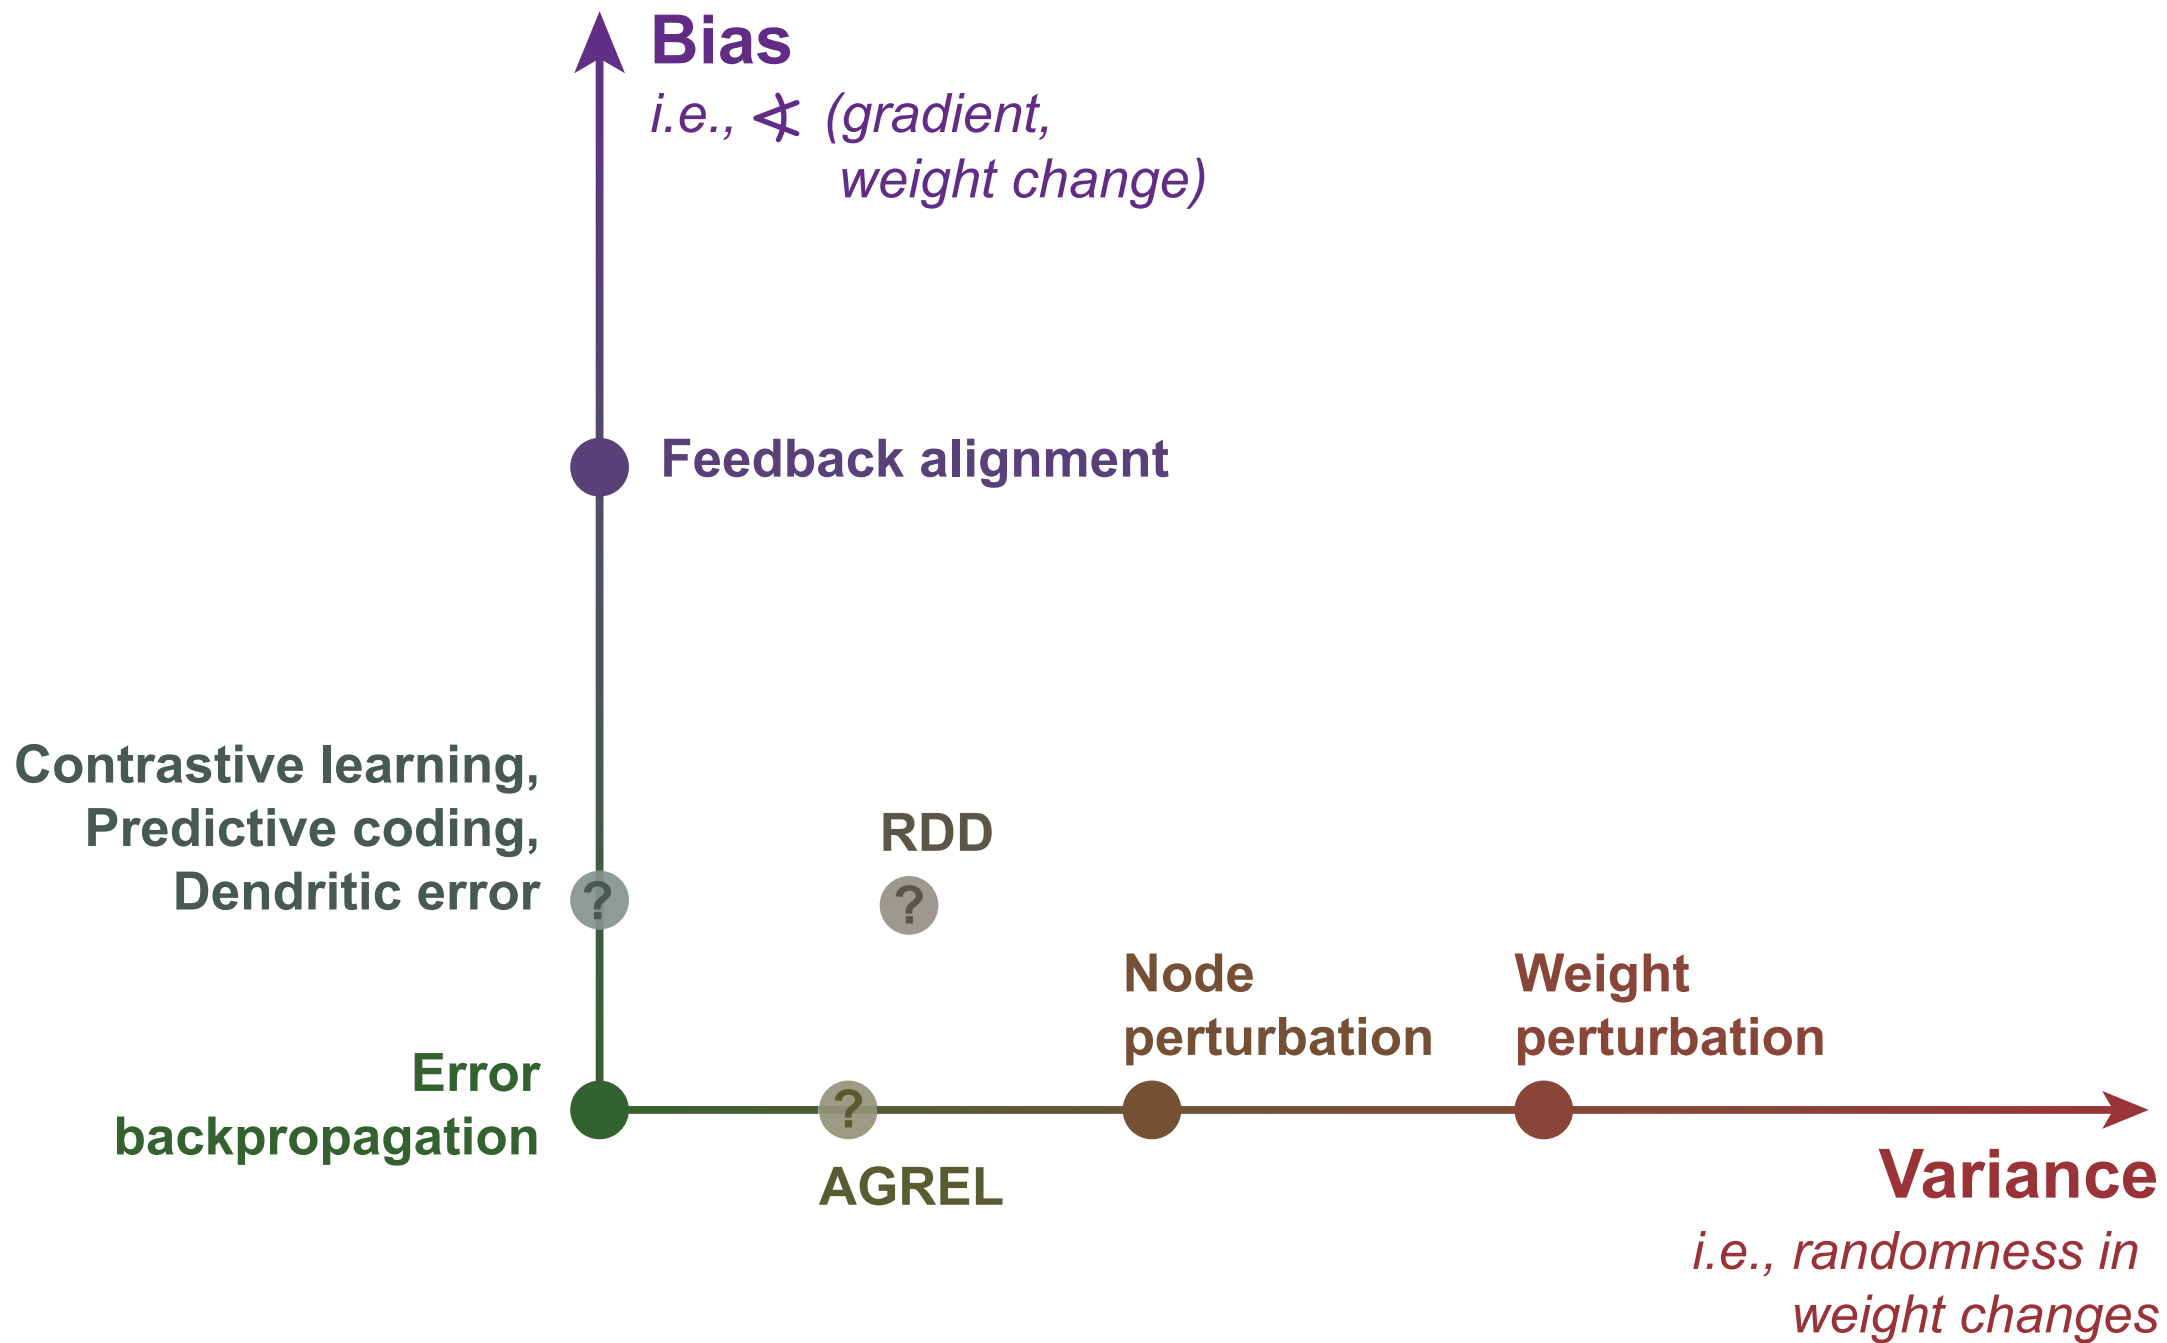 Bias
i.e., ∢ (gradient,
weight change)
Feedback alignment
Contrastive learning,
Predictive coding,
Dendritic error
?
RDD
?
Node
perturbation
Weight
perturbation
Error
backpropagation
?
AGREL
Variance
i.e., randomness in
weight changes